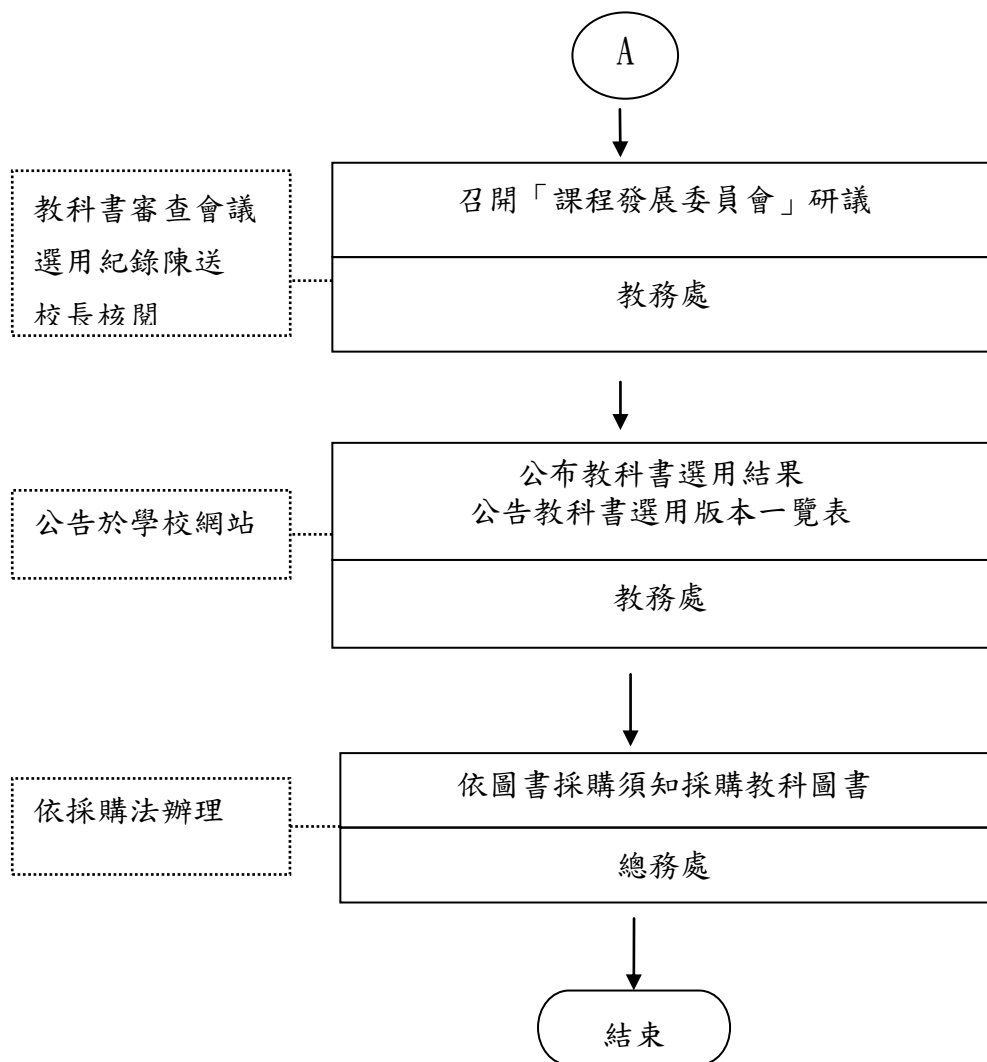 A
召開「課程發展委員會」研議
教務處
教科書審查會議
選用紀錄陳送
校長核閱
公布教科書選用結果
公告教科書選用版本一覽表
教務處
公告於學校網站
依圖書採購須知採購教科圖書
總務處
依採購法辦理
結束